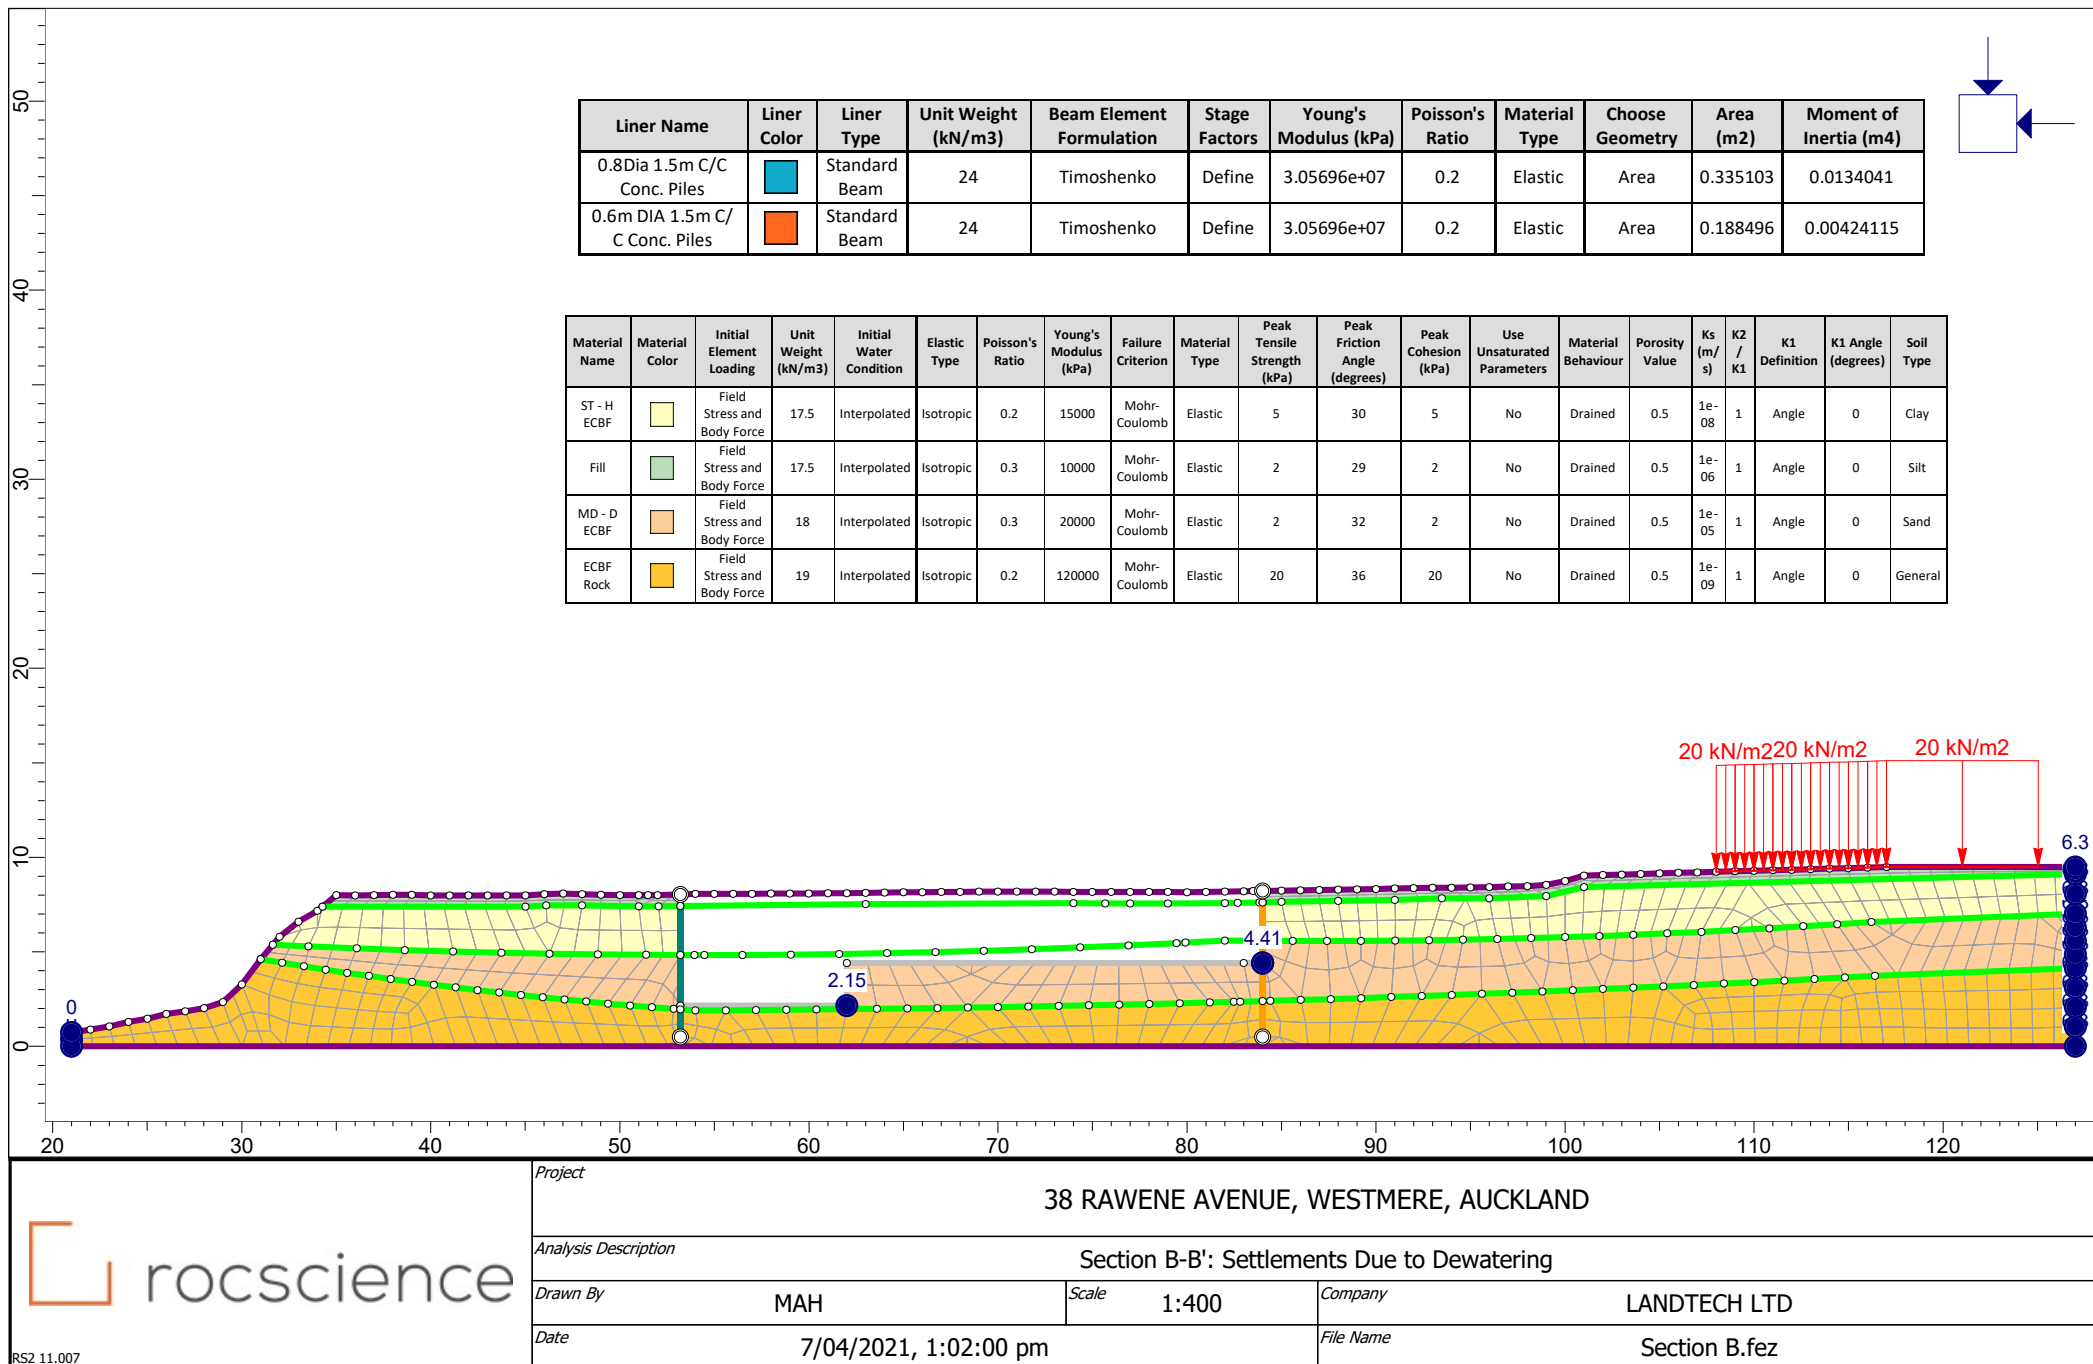 50
40
30
20
10
0
Liner Name Liner Color Liner Type Unit Weight (kN/m3) Beam Element Formulation Stage Factors Young's Modulus (kPa) Poisson's Ratio Material Type Choose Geometry Area (m2) Moment of Inertia (m4)
0.8Dia 1.5m C/C Conc. Piles Standard Beam 24 Timoshenko Define 3.05696e+07 0.2 Elastic Area 0.335103 0.0134041
0.6m DIA 1.5m C/ C Conc. Piles Standard Beam 24 Timoshenko Define 3.05696e+07 0.2 Elastic Area 0.188496 0.00424115
Material Name Material Color Initial Element Loading Unit Weight (kN/m3) Initial Water Condition Elastic Type Poisson's Ratio Young's Modulus (kPa) Failure Criterion Material Type Peak Tensile Strength (kPa) Peak Friction Angle (degrees) Peak Cohesion (kPa) Use Unsaturated Parameters Material Behaviour Porosity Value Ks (m/ s) K2 / K1 K1 Definition K1 Angle (degrees) Soil Type
ST - H ECBF Field Stress and Body Force 17.5 Interpolated Isotropic 0.2 15000 Mohr- Coulomb Elastic 5 30 5 No Drained 0.5 1e- 08 1 Angle 0 Clay
Fill Field Stress and Body Force 17.5 Interpolated Isotropic 0.3 10000 Mohr- Coulomb Elastic 2 29 2 No Drained 0.5 1e- 06 1 Angle 0 Silt
MD - D ECBF Field Stress and Body Force 18 Interpolated Isotropic 0.3 20000 Mohr- Coulomb Elastic 2 32 2 No Drained 0.5 1e- 05 1 Angle 0 Sand
ECBF Rock Field Stress and Body Force 19 Interpolated Isotropic 0.2 120000 Mohr- Coulomb Elastic 20 36 20 No Drained 0.5 1e- 09 1 Angle 0 General
20 kN/m2 20 kN/m2 20 kN/m2
6.3
4.41
2.15
0
20 30 40 50 60 70 80 90 100 110 120
Project
38 RAWENE AVENUE, WESTMERE, AUCKLAND
Analysis Description
Section B-B': Settlements Due to Dewatering
Drawn By MAH Scale 1:400 Company LANDTECH LTD
Date 7/04/2021, 1:02:00 pm File Name Section B.fez
rocscience
RS2 11.007